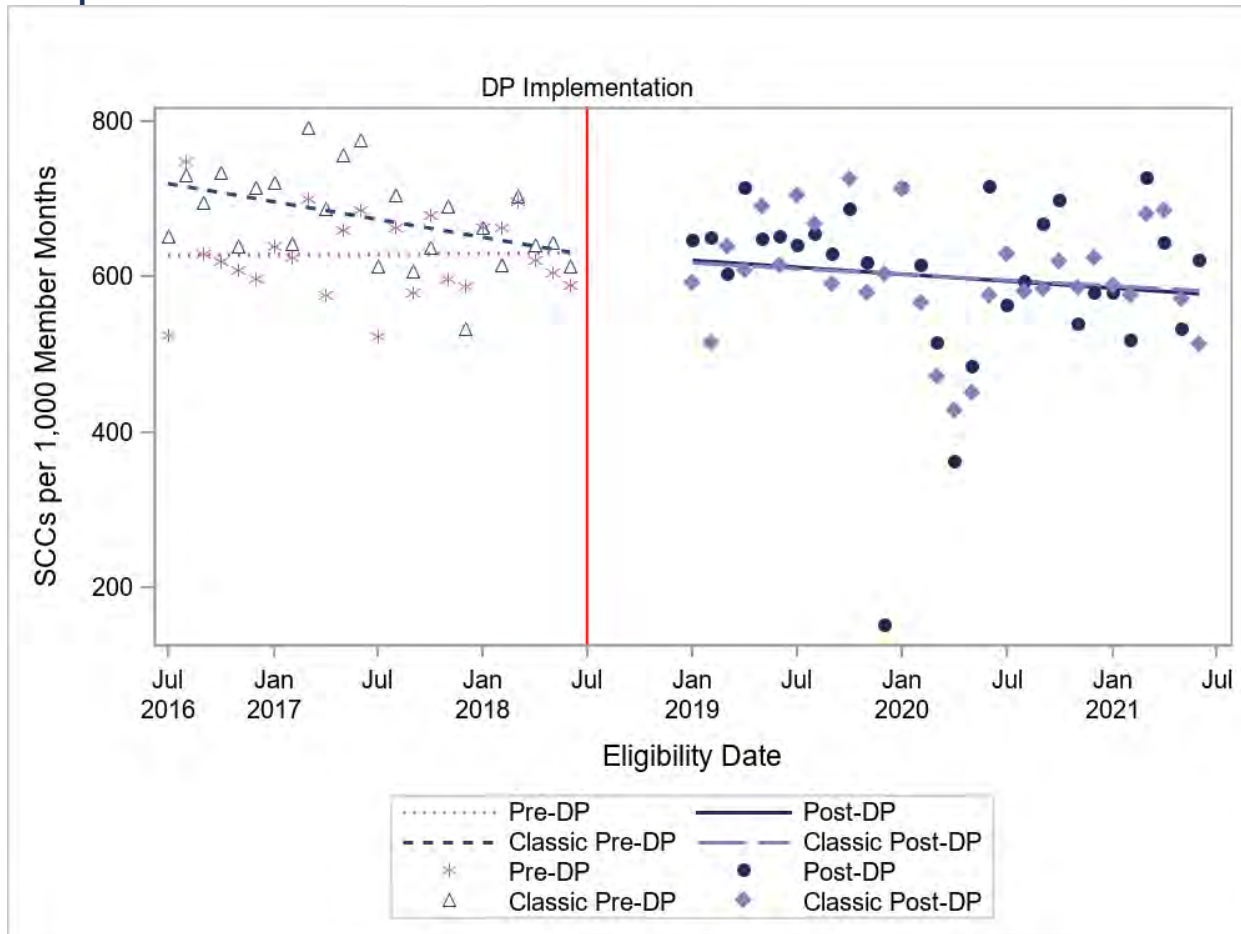 DP Implementation
800
600
400
200
SCCs per 1,000 Member Months
Jul Jan Jul Jan Jul Jan Jul Jan Jul Jan Jul
2016 2017 2018 2019 2020 2021
Eligibility Date
Pre-DP Post-DP
Classic Pre-DP Classic Post-DP
Pre-DP Post-DP
Classic Pre-DP Classic Post-DP